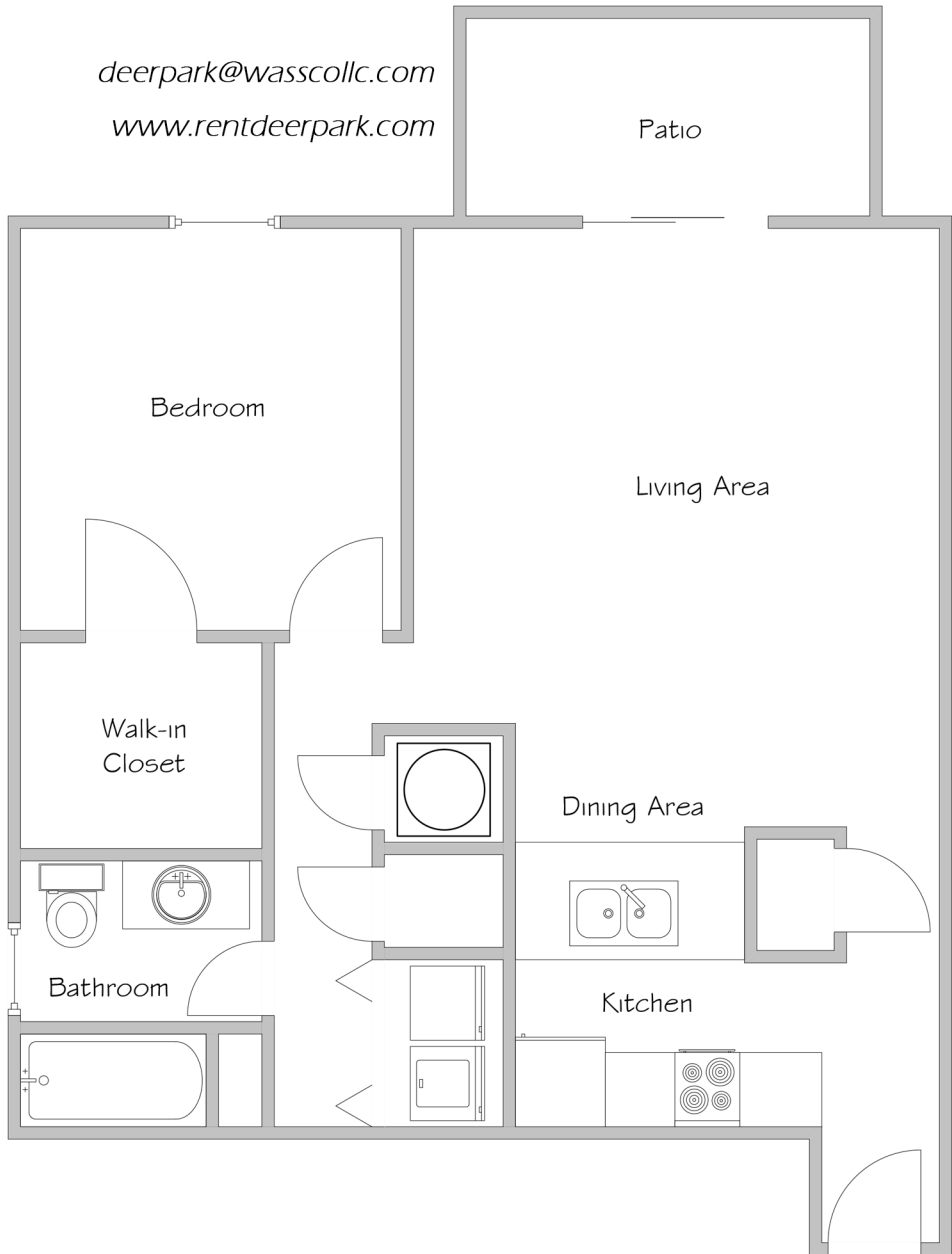 deerpark@wasscollc.com
www.rentdeerpark.com
Patio
Bedroom
Living Area
Walk-in
Closet
Dining Area
Bathroom
Kitchen